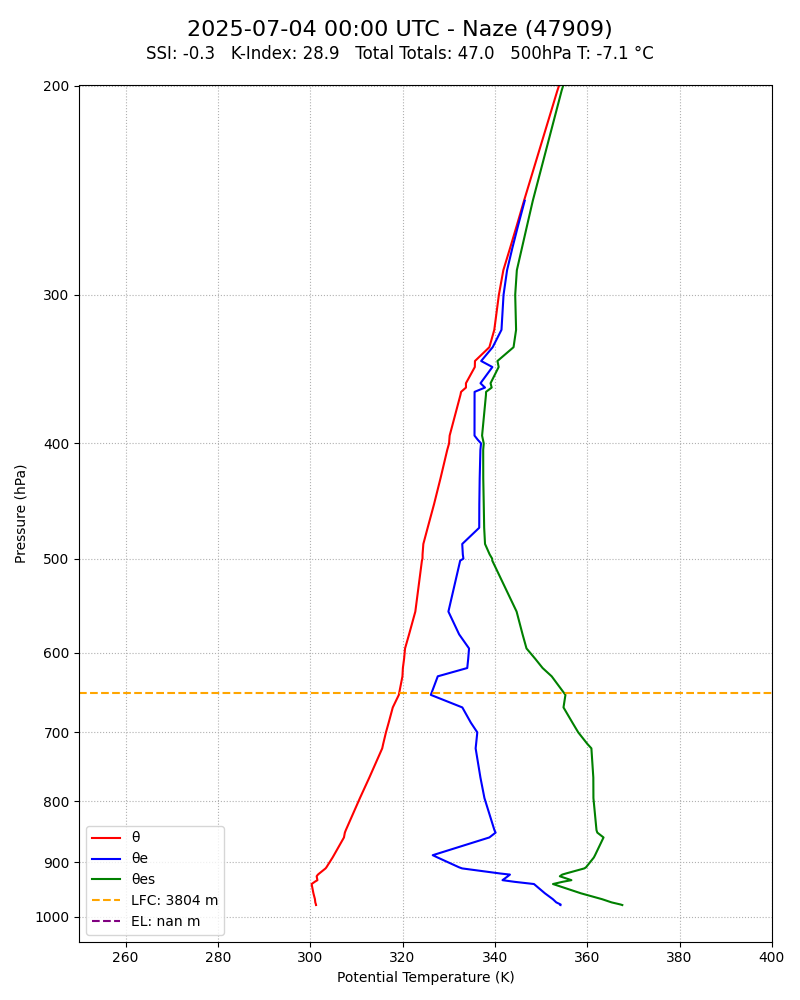 2025-07-04 00:00 UTC - Naze (47909)
SSI: -0.3   K-Index: 28.9   Total Totals: 47.0   500hPa T: -7.1 °C
200
300
400
500
600
700
800
900
1000
Pressure (hPa)
θ
θe
θes
LFC: 3804 m
EL: nan m
260 280 300 320 340 360 380 400
Potential Temperature (K)